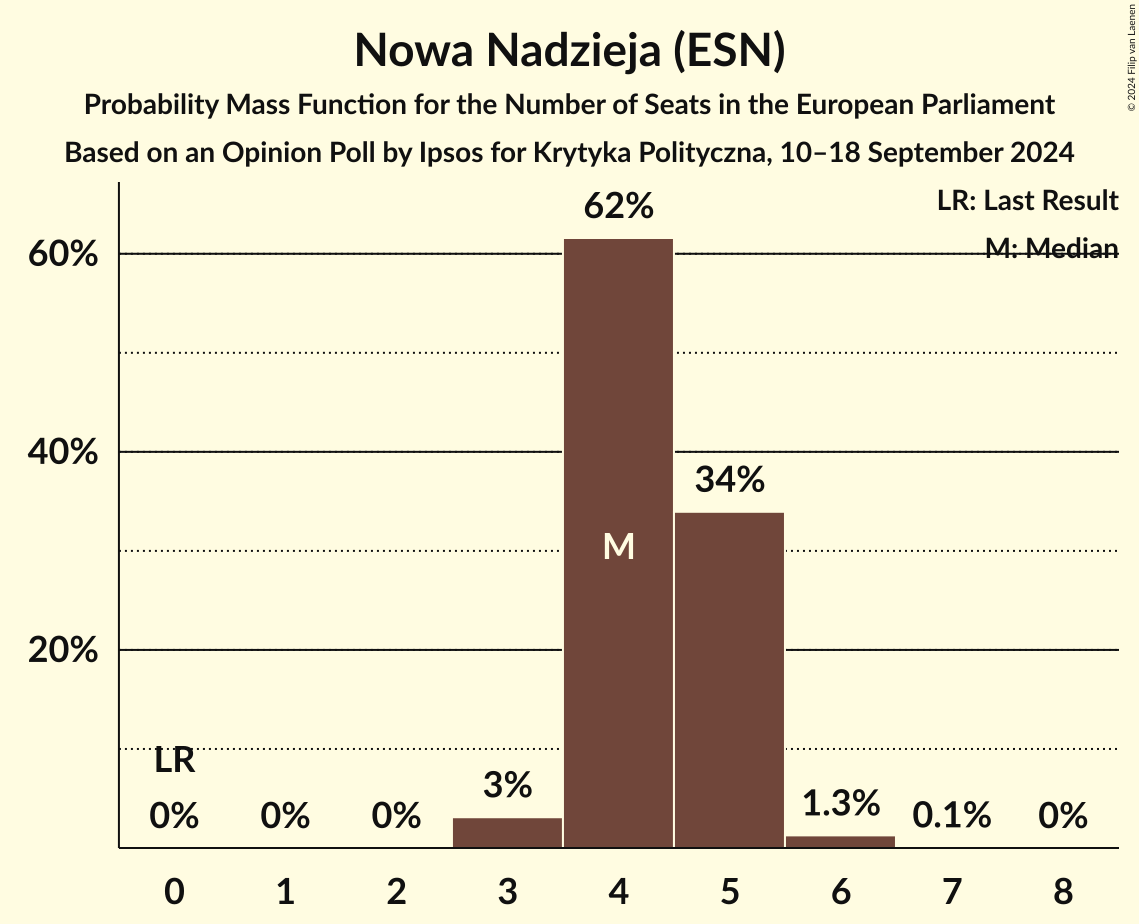 Nowa Nadzieja (ESN)
Probability Mass Function for the Number of Seats in the European Parliament
Based on an Opinion Poll by Ipsos for Krytyka Polityczna, 10–18 September 2024
© 2024 Filip van Laenen
LR: Last Result
M: Median
60%
40%
20%
62%
34%
M
LR
0%
0%
0%
3%
1.3%
0.1%
0%
0 1 2 3 4 5 6 7 8